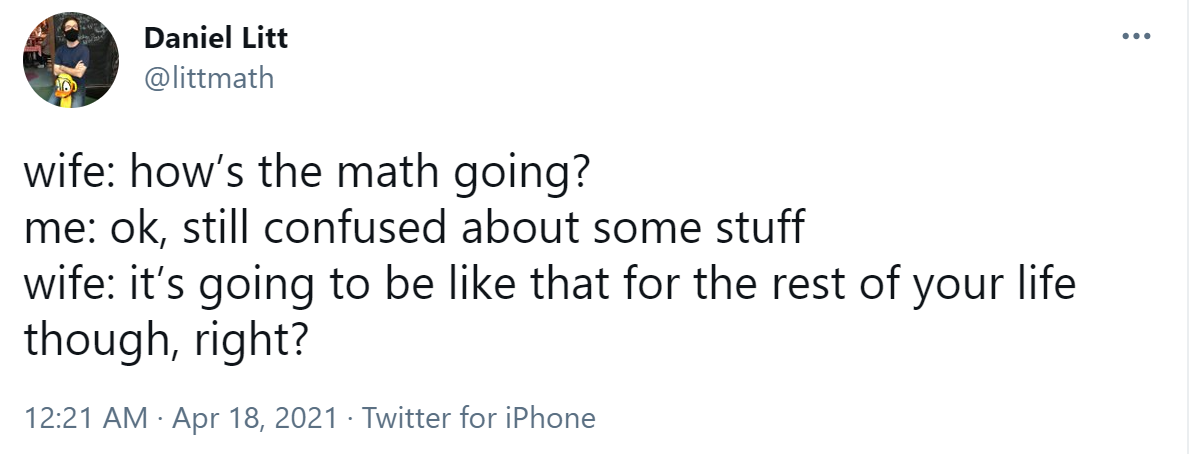 Daniel Litt
@littmath
wife: how’s the math going?
me: ok, still confused about some stuff
wife: it’s going to be like that for the rest of your life
though, right?
12:21 AM · Apr 18, 2021 · Twitter for iPhone